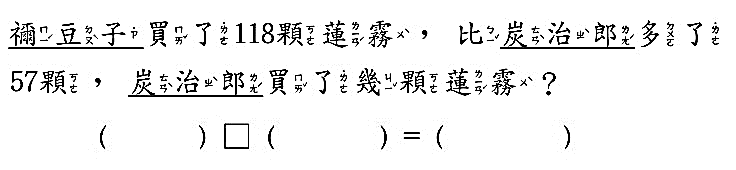 禰豆子買了118顆蓮霧，比炭治郎多了
57顆，炭治郎買了幾顆蓮霧？
(　　　)□(　　　)=(　　　)